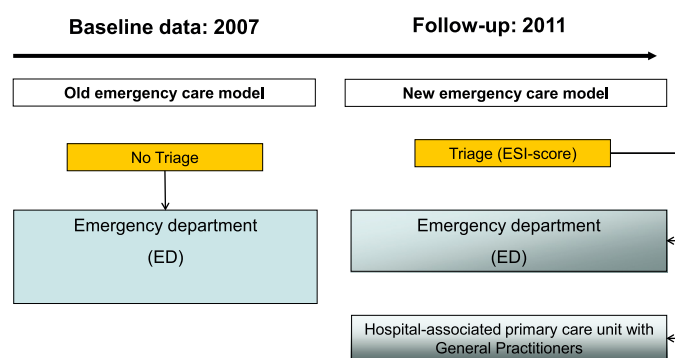 Baseline data: 2007
Follow-up: 2011
Old emergency care model
New emergency care model
No Triage
Triage (ESI-score)
Emergency department
(ED)
Emergency department
(ED)
Hospital-associated primary care unit with
General Practitioners